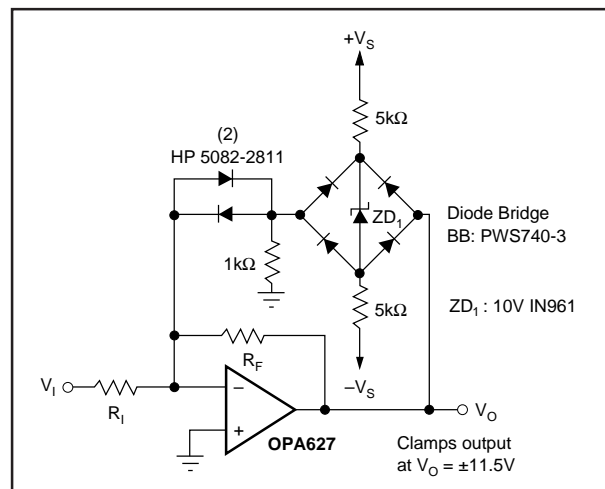 +VS
5kΩ
(2)
HP 5082-2811
ZD1
Diode Bridge
BB: PWS740-3
1kΩ
5kΩ
ZD1 : 10V IN961
RF
−VS
VI
RI
−
+
OPA627
VO
Clamps output
at VO = ±11.5V